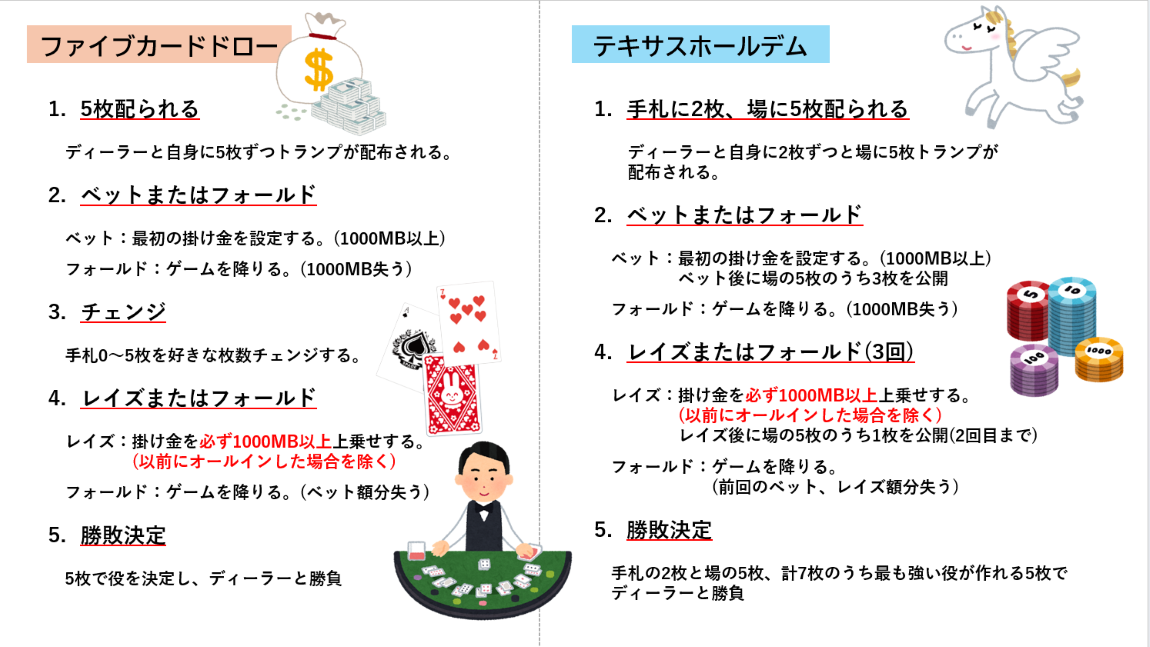 ファイブカードドロー
1. 5枚配られる
ディーラーと自身に5枚ずつトランプが配布される。
2. ベットまたはフォールド
ベット：最初の掛け金を設定する。(1000MB以上)
フォールド：ゲームを降りる。(1000MB失う)
3. チェンジ
手札0～5枚を好きな枚数チェンジする。
4. レイズまたはフォールド
レイズ：掛け金を必ず1000MB以上上乗せする。
(以前にオールインした場合を除く)
フォールド：ゲームを降りる。(ベット額分失う)
5. 勝敗決定
5枚で役を決定し、ディーラーと勝負
$
7
7
テキサスホールデム
1. 手札に2枚、場に5枚配られる
ディーラーと自身に2枚ずつと場に5枚トランプが
配布される。
2. ベットまたはフォールド
ベット：最初の掛け金を設定する。(1000MB以上)
ベット後に場の5枚のうち3枚を公開
フォールド：ゲームを降りる。(1000MB失う)
4. レイズまたはフォールド(3回)
レイズ：掛け金を必ず1000MB以上上乗せする。
(以前にオールインした場合を除く)
レイズ後に場の5枚のうち1枚を公開(2回目まで)
フォールド：ゲームを降りる。
(前回のベット、レイズ額分失う)
5. 勝敗決定
手札の2枚と場の5枚、計7枚のうち最も強い役が作れる5枚で
ディーラーと勝負
5
10
100
1000